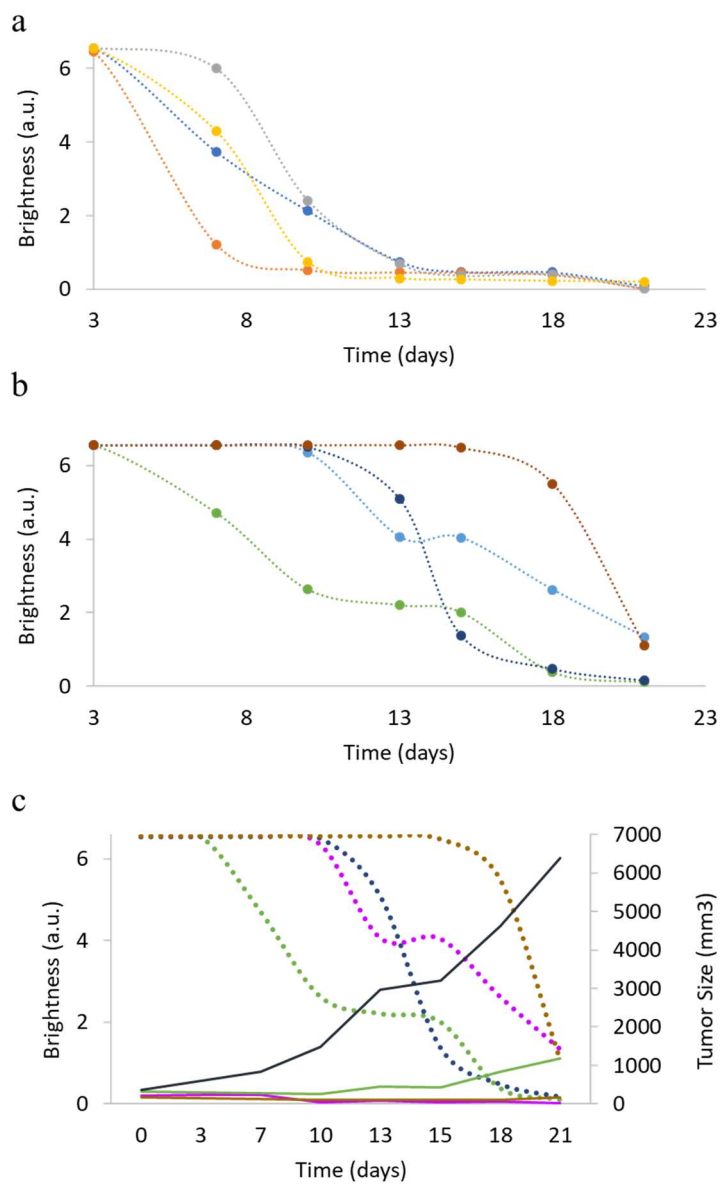 a
6
4
2
0
Brightness (a.u.)
3 8 13 18 23
Time (days)
b
6
4
2
0
Brightness (a.u.)
3 8 13 18 23
Time (days)
c
6
4
2
0
Brightness (a.u.)
7000
6000
5000
4000
3000
2000
1000
0
Tumor Size (mm3)
0 3 7 10 13 15 18 21
Time (days)